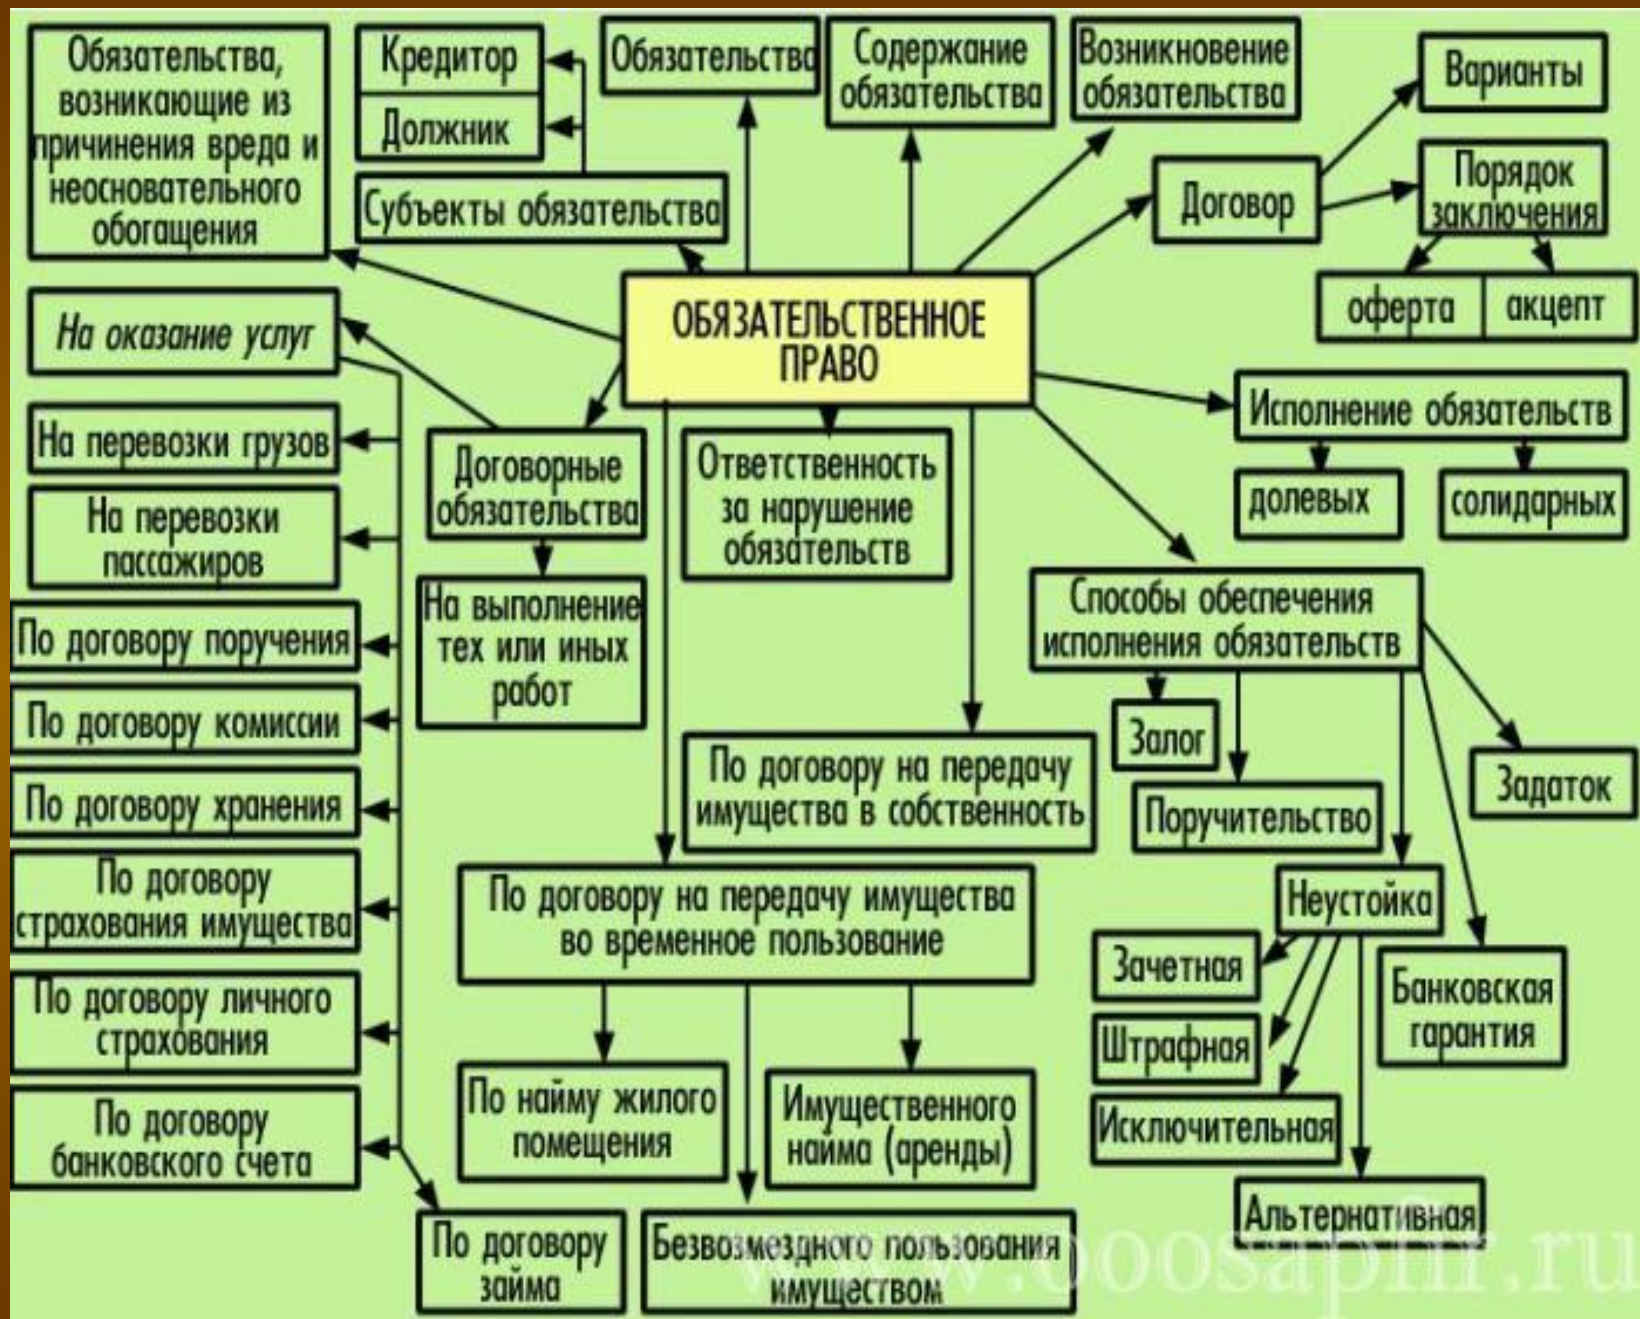 Обязательства,
возникающие из
причинения вреда и
неосновательного
обогащения
Кредитор
Должник
Субъекты обязательства
Обязательства
Содержание
обязательства
Возникновение
обязательства
Договор
Варианты
Порядок
заключения
оферта
акцепт
ОБЯЗАТЕЛЬСТВЕННОЕ
ПРАВО
На оказание услуг
На перевозки грузов
На перевозки
пассажиров
По договору поручения
По договору комиссии
По договору хранения
По договору
страхования имущества
По договору личного
страхования
По договору
банковского счета
По договору
займа
Договорные
обязательства
На выполнение
тех или иных
работ
Ответственность
за нарушение
обязательств
По договору на передачу
имущества в собственность
По договору на передачу имущества
во временное пользование
По найму жилого
помещения
Безвозмездного пользования
имуществом
Имущественного
найма (аренды)
Исполнение обязательств
долевых
солидарных
Способы обеспечения
исполнения обязательств
Залог
Поручительство
Задаток
Неустойка
Зачетная
Штрафная
Исключительная
Альтернативная
Банковская
гарантия
www.ooosapfir.ru